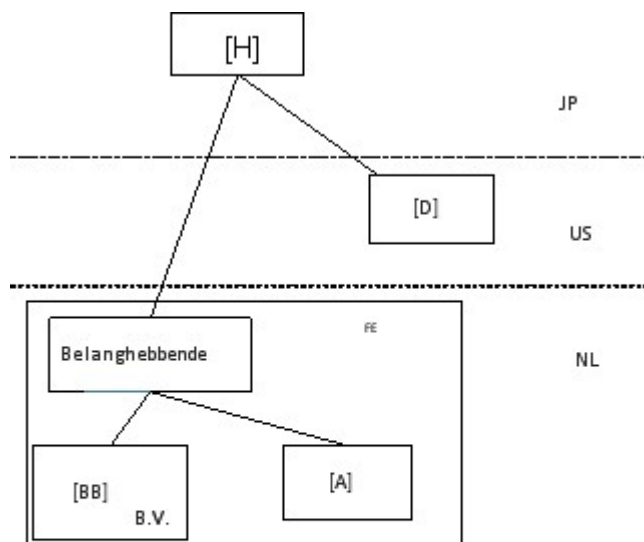 [H]
JP
[D]
US
FE
Belanghebbende
NL
[BB]
B.V.
[A]